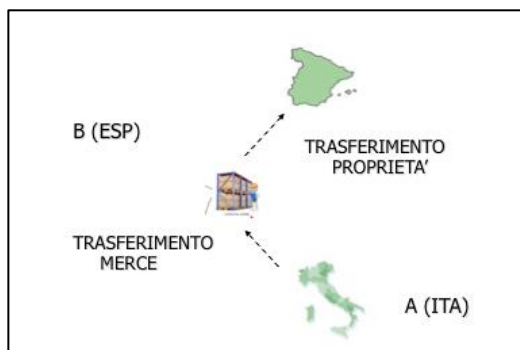 B (ESP)
TRASFERIMENTO
PROPRIETA'
TRASFERIMENTO
MERCE
A (ITA)